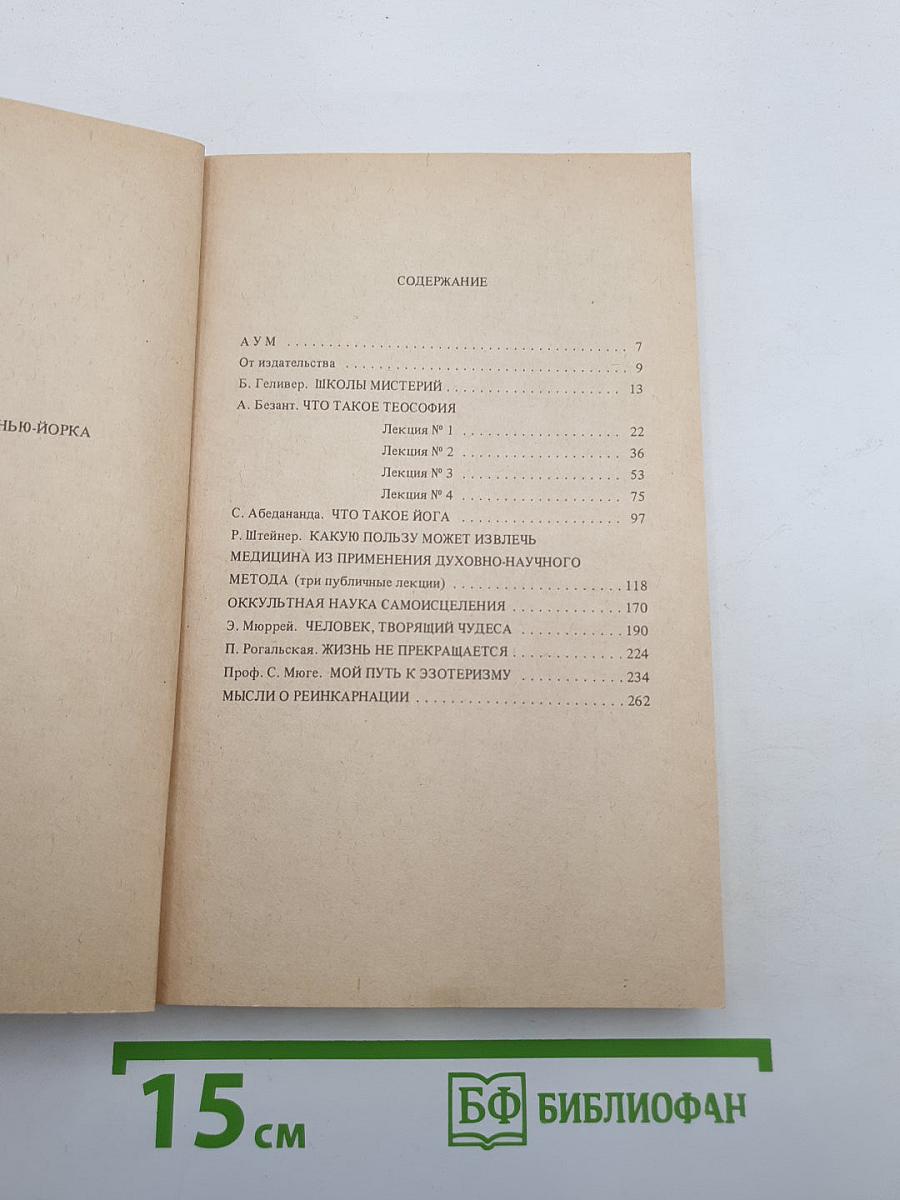 НЬЮ-ЙОРКА
СОДЕРЖАНИЕ
А У М . . . . . . . . . . . . . . . . . . . . . . . . . . . . . . . . . . . . . . . . . 7
От издательства . . . . . . . . . . . . . . . . . . . . . . . . . . . . . . . . . . 9
Б. Геливер. ШКОЛЫ МИСТЕРИЙ . . . . . . . . . . . . . . . . . . . . . 13
А. Безант. ЧТО ТАКОЕ ТЕОСОФИЯ
Лекция № 1 . . . . . . . . . . . . . . . . . . . 22
Лекция № 2 . . . . . . . . . . . . . . . . . . . 36
Лекция № 3 . . . . . . . . . . . . . . . . . . . 53
Лекция № 4 . . . . . . . . . . . . . . . . . . . 75
С. Абедананда. ЧТО ТАКОЕ ЙОГА . . . . . . . . . . . . . . . . . . . . 97
Р. Штейнер. КАКУЮ ПОЛЬЗУ МОЖЕТ ИЗВЛЕЧЬ
МЕДИЦИНА ИЗ ПРИМЕНЕНИЯ ДУХОВНО-НАУЧНОГО
МЕТОДА (три публичные лекции) . . . . . . . . . . . . . . . . . . . . 118
ОККУЛЬТНАЯ НАУКА САМОИСЦЕЛЕНИЯ . . . . . . . . . . . . . 170
Э. Мюррей. ЧЕЛОВЕК, ТВОРЯЩИЙ ЧУДЕСА . . . . . . . . . . . . 190
П. Рогальская. ЖИЗНЬ НЕ ПРЕКРАЩАЕТСЯ . . . . . . . . . . . . . 224
Проф. С. Мюге. МОЙ ПУТЬ К ЭЗОТЕРИЗМУ . . . . . . . . . . . . 234
МЫСЛИ О РЕИНКАРНАЦИИ . . . . . . . . . . . . . . . . . . . . . . . . 262
15 см
БФ БИБЛИОФАН